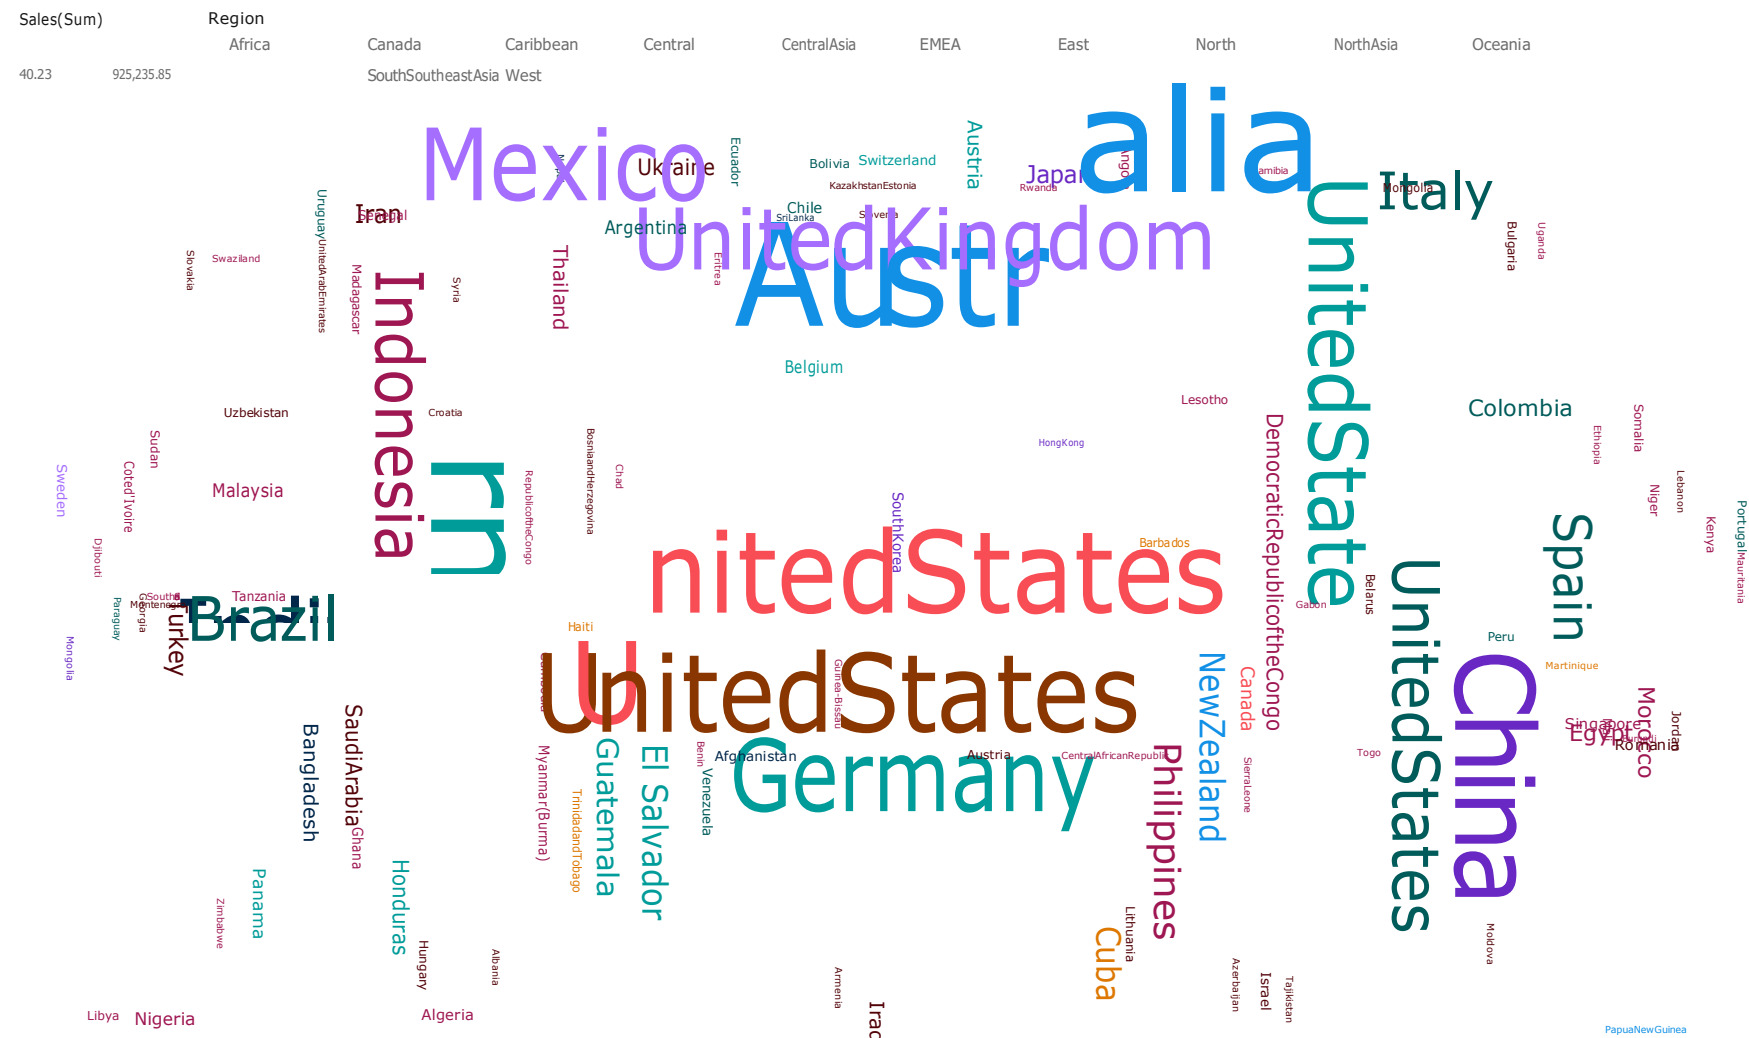 Sales(Sum)
Region
Africa Canada Caribbean Central CentralAsia EMEA East North NorthAsia Oceania
40.23 925,235.85
SouthSoutheastAsia West
alia
Mexico
Ukraine
Ecuador
Bolivia
Switzerland
Austria
KazakhstanEstonia
Rwanda
Mongolia
Italy
Uruguay
Senegal
Iran
Chile
SriLanka
Slovenia
Argentina
UnitedKingdom
Austr
UnitedState
Bulgaria
Uganda
Slovakia
Swaziland
UnitedArabEmirates
Madagascar
Indonesia
Syria
Thailand
Eritrea
Belgium
Lesotho
Colombia
Uzbekistan
Croatia
HongKong
DemocraticRepublicoftheCongo
Ethiopia
Somalia
Sudan
Sweden
Coted'Ivoire
Malaysia
RepublicoftheCongo
BosniaandHerzegovina
Chad
SouthKorea
Niger
Lebanon
Kenya
Portugal
Mauritania
Spain
Djibouti
nitedStates
Barbados
Paraguay
Georgia
Montenegro
Tanzania
Brazil
Turkey
Gabon
Belarus
UnitedStates
Haiti
Peru
Martinique
Mongolia
U
UnitedStates
Guinea-Bissau
NewZealand
Canada
China
Singapore
Egypt
Romania
Morocco
Jordan
SaudiArabia
Bangladesh
Ghana
Myanmar(Burma)
TrinidadandTobago
Guatemala
El Salvador
Benin
Venezuela
Afghanistan
Germany
Austria
CentralAfricanRepublic
Philippines
SierraLeone
Togo
Panama
Zimbabwe
Honduras
Hungary
Albania
Cuba
Lithuania
Moldova
Armenia
Azerbaijan
Israel
Tajikistan
Libya
Nigeria
Algeria
PapuaNewGuinea